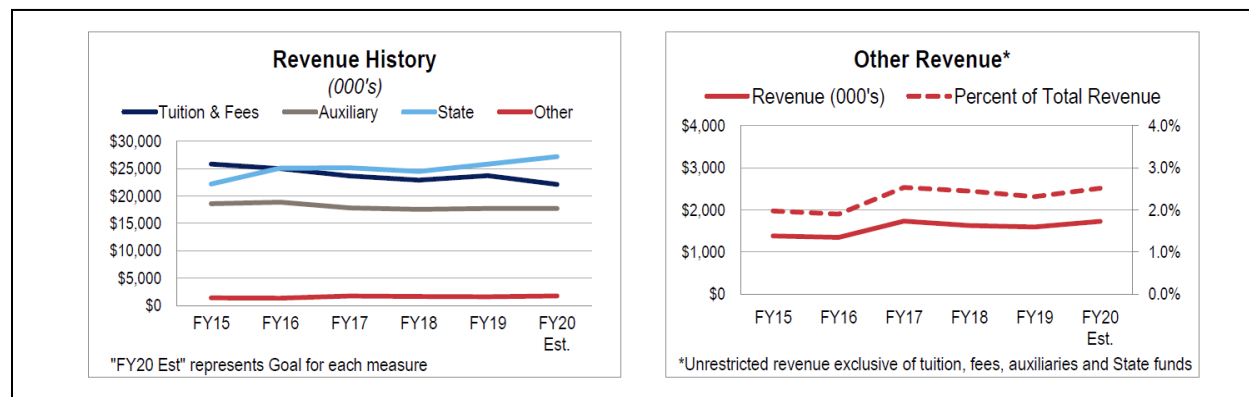 Revenue History
(000's)
Tuition & Fees Auxiliary State Other
$30,000
$25,000
$20,000
$15,000
$10,000
$5,000
$0
FY15 FY16 FY17 FY18 FY19 FY20
Est.
"FY20 Est" represents Goal for each measure
Other Revenue*
Revenue (000's) Percent of Total Revenue
$4,000 4.0%
$3,000 3.0%
$2,000 2.0%
$1,000 1.0%
$0 0.0%
FY15 FY16 FY17 FY18 FY19 FY20
Est.
*Unrestricted revenue exclusive of tuition, fees, auxiliaries and State funds